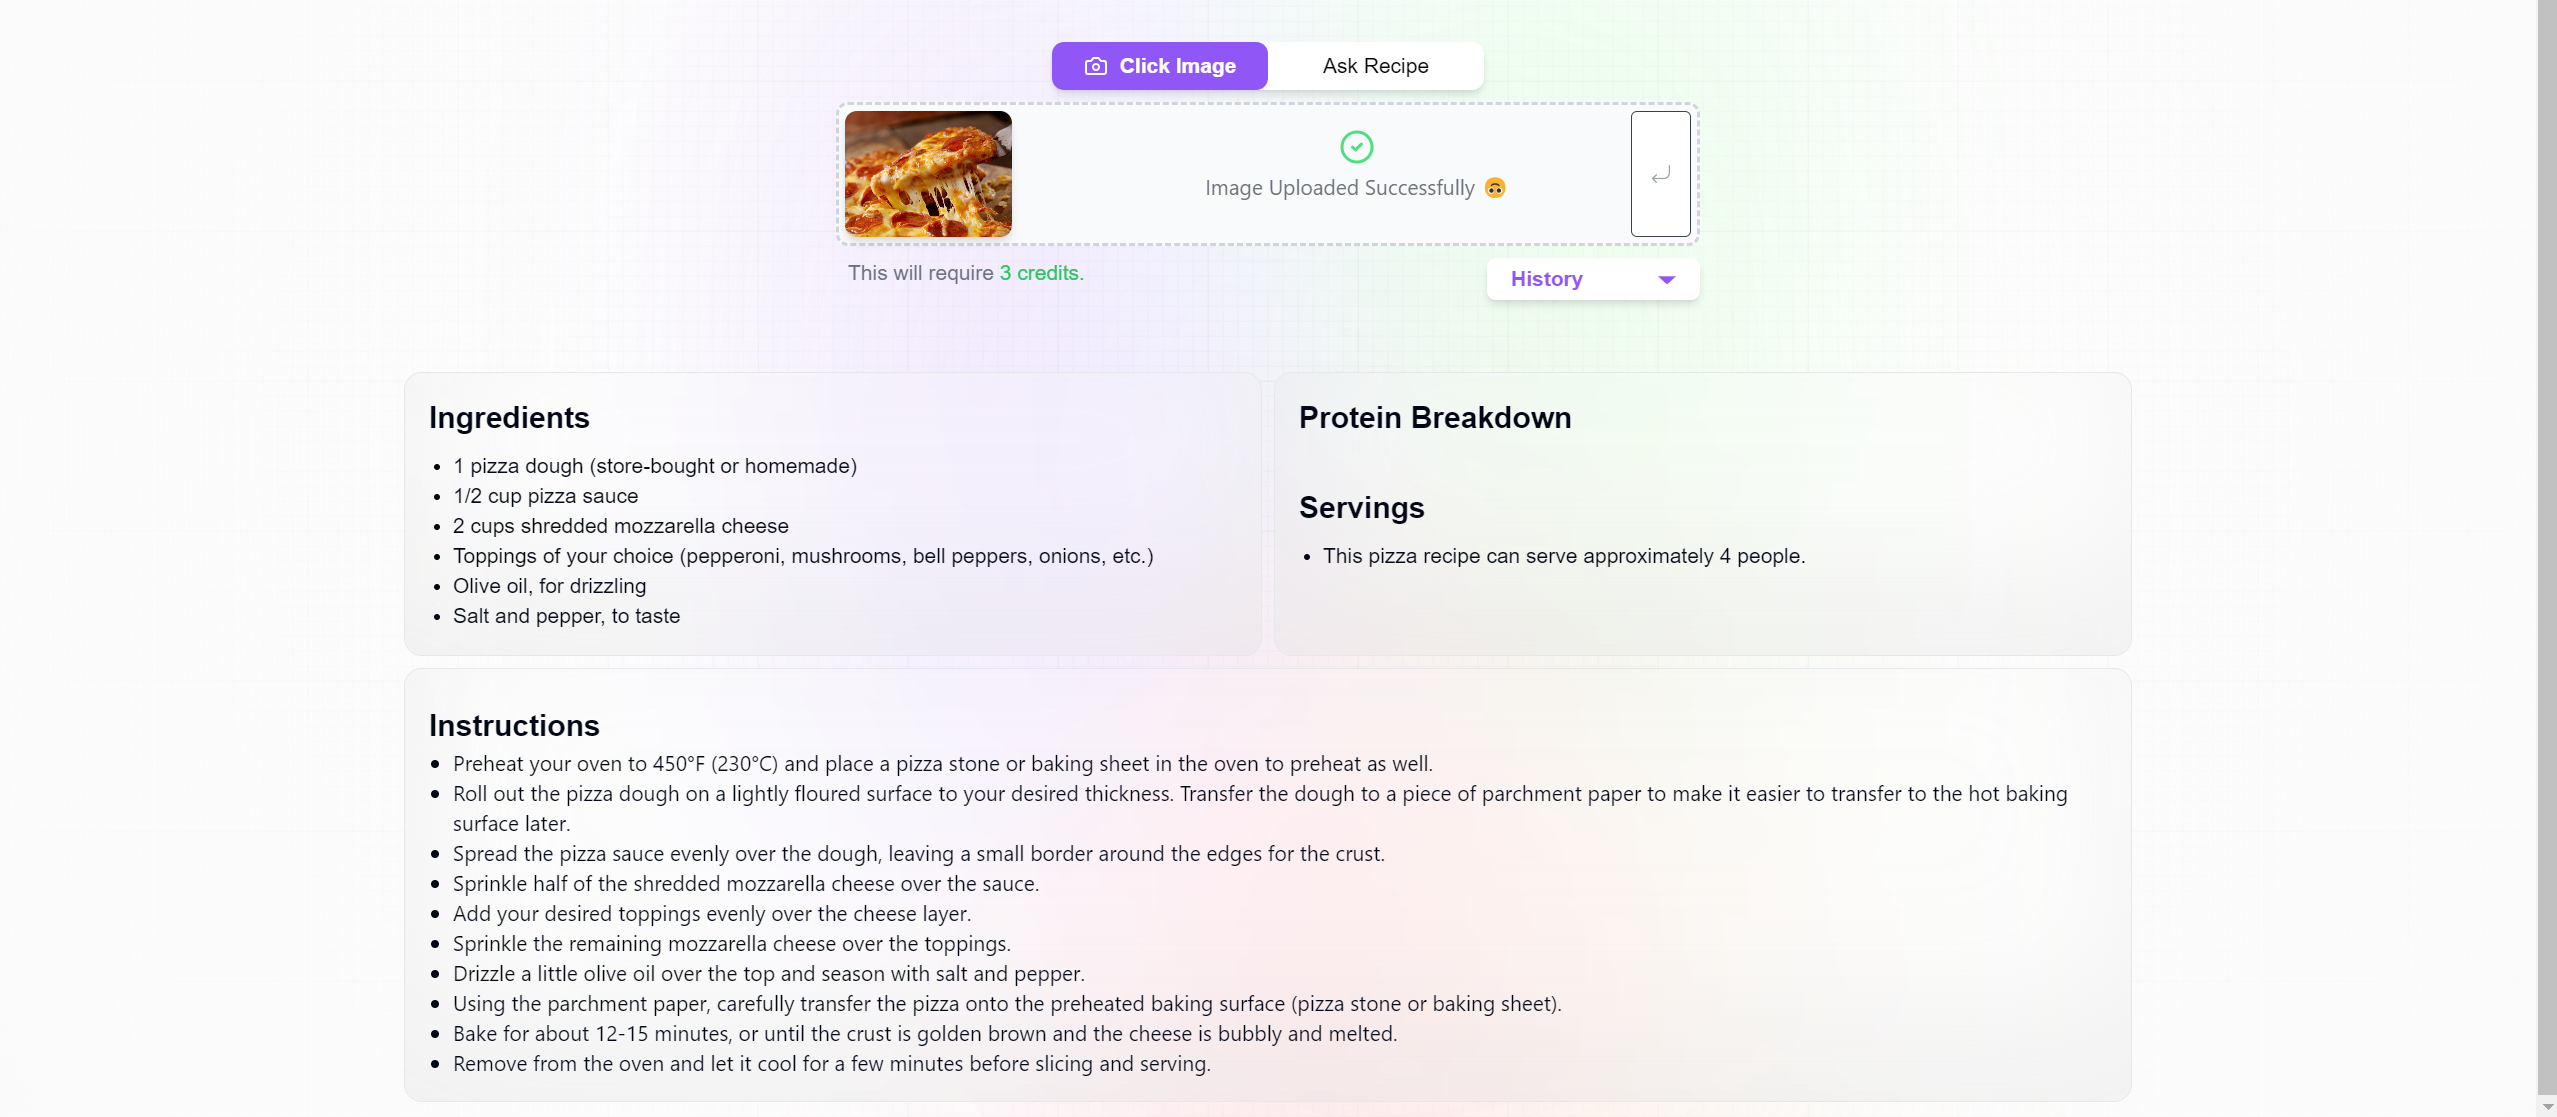 Click Image
Ask Recipe
Image Uploaded Successfully 🙃
This will require 3 credits.
History
Ingredients
1 pizza dough (store-bought or homemade)
1/2 cup pizza sauce
2 cups shredded mozzarella cheese
Toppings of your choice (pepperoni, mushrooms, bell peppers, onions, etc.)
Olive oil, for drizzling
Salt and pepper, to taste
Protein Breakdown
Servings
This pizza recipe can serve approximately 4 people.
Instructions
Preheat your oven to 450°F (230°C) and place a pizza stone or baking sheet in the oven to preheat as well.
Roll out the pizza dough on a lightly floured surface to your desired thickness. Transfer the dough to a piece of parchment paper to make it easier to transfer to the hot baking
surface later.
Spread the pizza sauce evenly over the dough, leaving a small border around the edges for the crust.
Sprinkle half of the shredded mozzarella cheese over the sauce.
Add your desired toppings evenly over the cheese layer.
Sprinkle the remaining mozzarella cheese over the toppings.
Drizzle a little olive oil over the top and season with salt and pepper.
Using the parchment paper, carefully transfer the pizza onto the preheated baking surface (pizza stone or baking sheet).
Bake for about 12-15 minutes, or until the crust is golden brown and the cheese is bubbly and melted.
Remove from the oven and let it cool for a few minutes before slicing and serving.